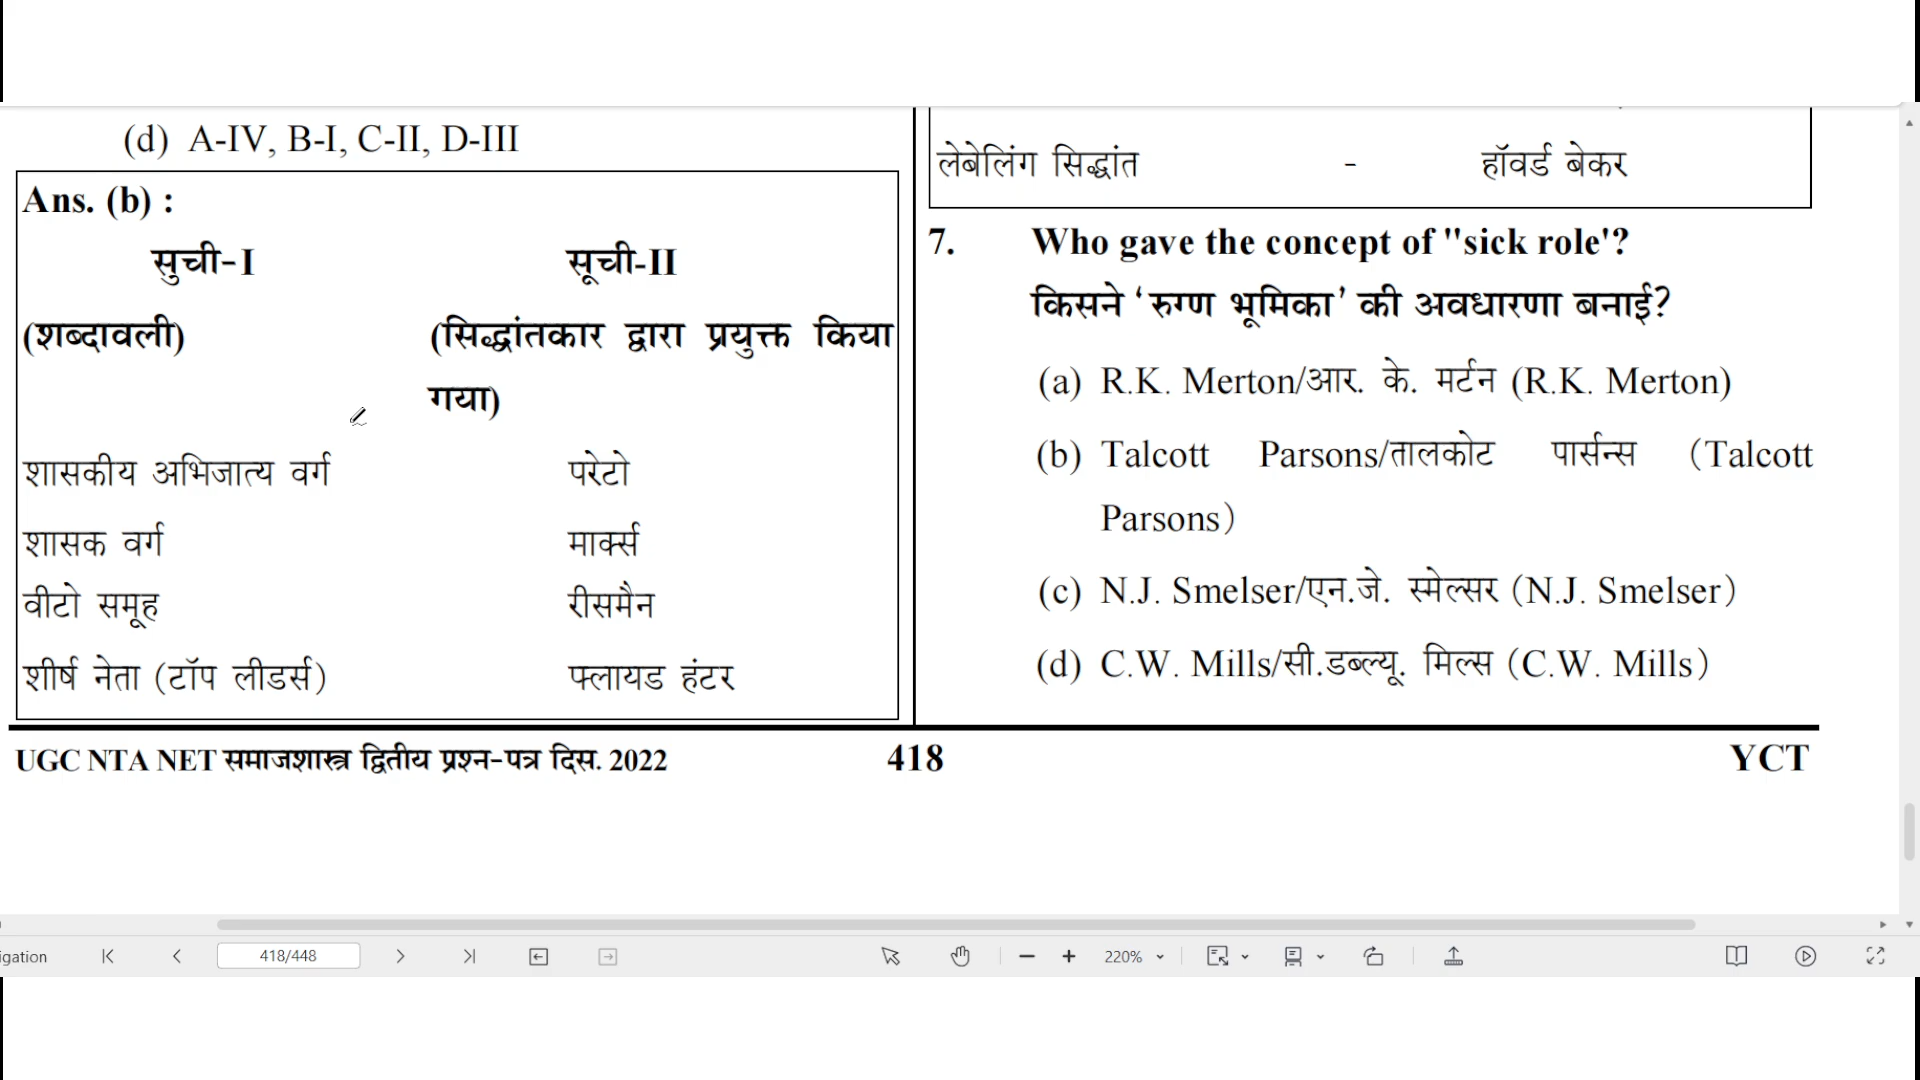 (d) A-IV, B-I, C-II, D-III
Ans. (b) :
सुची-I सूची-II
(शब्दावली) (सिद्धांतकार द्वारा प्रयुक्त किया
गया)
शासकीय अभिजात्य वर्ग परेटो
शासक वर्ग मार्क्स
वीटो समूह रीसमैन
शीर्ष नेता (टॉप लीडर्स) फ्लायड हंटर
लेबेलिंग सिद्धांत - हॉवर्ड बेकर
7. Who gave the concept of "sick role'?
किसने ‘रुग्ण भूमिका’ की अवधारणा बनाई?
(a) R.K. Merton/आर. के. मर्टन (R.K. Merton)
(b) Talcott Parsons/तालकोट पार्सन्स (Talcott
Parsons)
(c) N.J. Smelser/एन.जे. स्मेल्सर (N.J. Smelser)
(d) C.W. Mills/सी.डब्ल्यू. मिल्स (C.W. Mills)
UGC NTA NET समाजशास्त्र द्वितीय प्रश्न-पत्र दिस. 2022 418 YCT
igation 418/448 220%